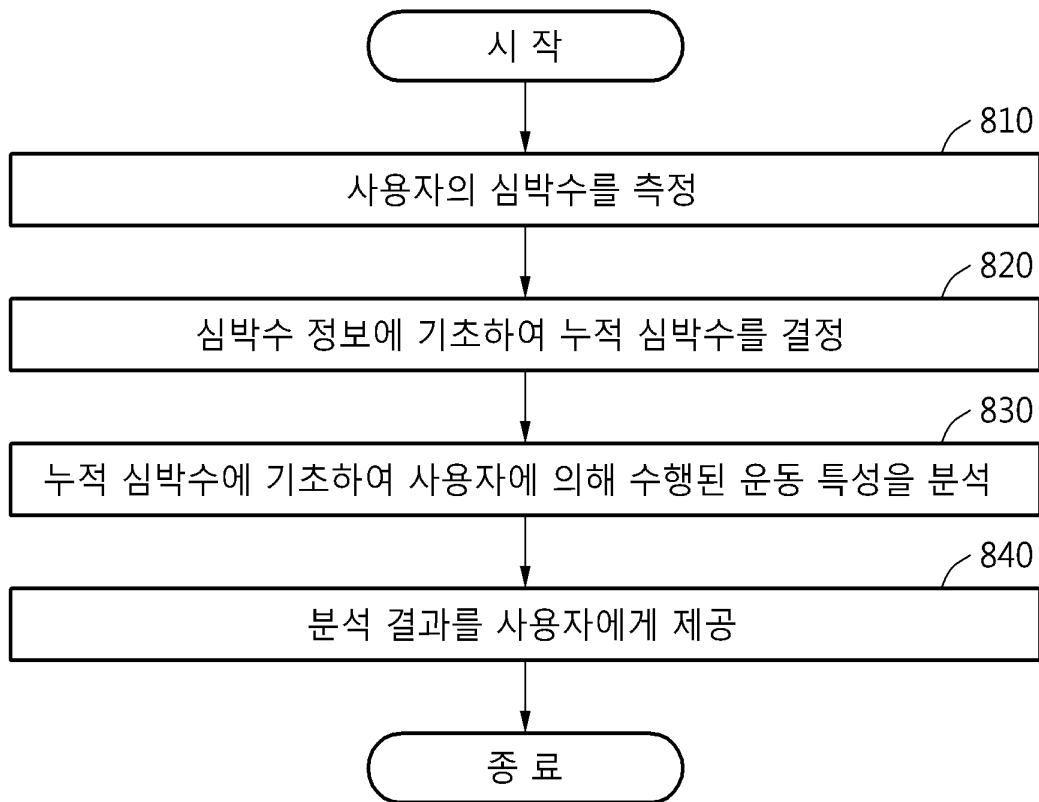 시 작
810
사용자의 심박수를 측정
820
심박수 정보에 기초하여 누적 심박수를 결정
830
누적 심박수에 기초하여 사용자에 의해 수행된 운동 특성을 분석
840
분석 결과를 사용자에게 제공
종 료